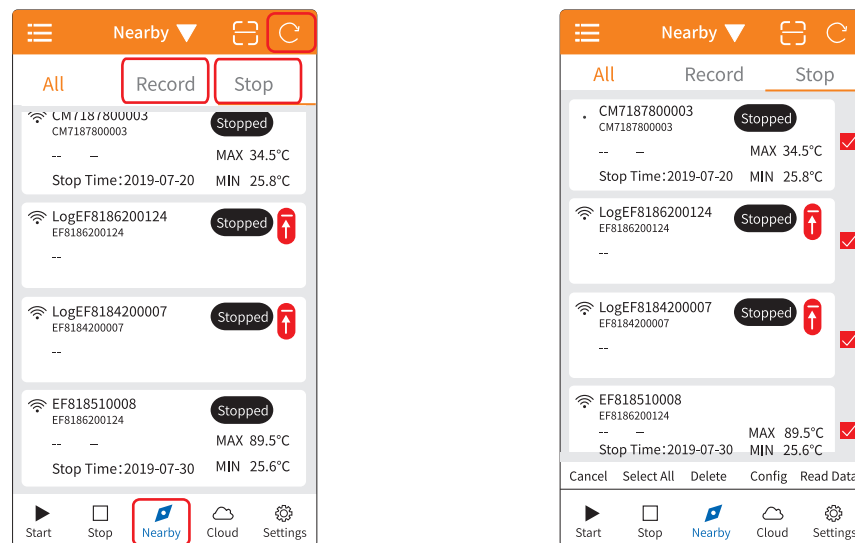 Nearby
All Record Stop
CM7187800003
CM7187800003
Stopped
-- – MAX 34.5°C
Stop Time:2019-07-20 MIN 25.8°C
LogEF8186200124
EF8186200124
Stopped
--
LogEF8184200007
EF8184200007
Stopped
--
EF818510008
EF8186200124
Stopped
-- – MAX 89.5°C
Stop Time:2019-07-30 MIN 25.6°C
Start Stop Nearby Cloud Settings
Nearby
All Record Stop
CM7187800003
CM7187800003
Stopped
-- – MAX 34.5°C
Stop Time:2019-07-20 MIN 25.8°C
LogEF8186200124
EF8186200124
Stopped
--
LogEF8184200007
EF8184200007
Stopped
--
EF818510008
EF8186200124
-- – MAX 89.5°C
Stop Time:2019-07-30 MIN 25.6°C
Cancel Select All Delete Config Read Data
Start Stop Nearby Cloud Settings